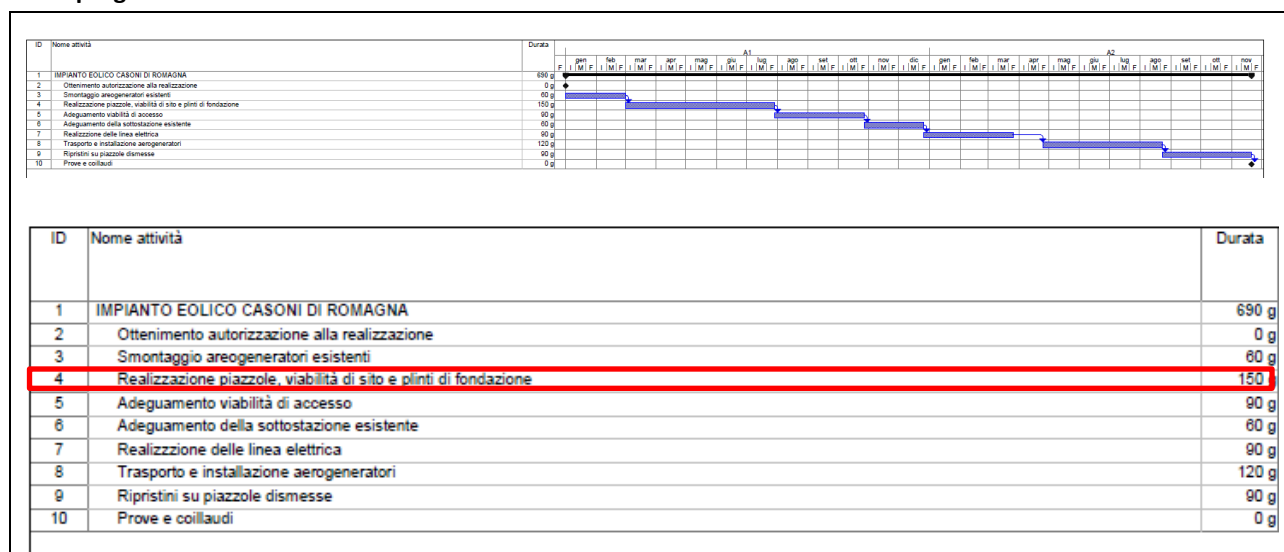 ID Nome attività Durata
A1 A2
gen feb mar apr mag giu lug ago set ott nov dic gen feb mar apr mag giu lug ago set ott nov
F I M F I M F I M F I M F I M F I M F I M F I M F I M F I M F I M F I M F I M F I M F I M F I M F I M F I M F I M F I M F I M F I M F I M F
1 IMPIANTO EOLICO CASONI DI ROMAGNA 690 g
2 Ottenimento autorizzazione alla realizzazione 0 g
3 Smontaggio areogeneratori esistenti 60 g
4 Realizzazione piazzole, viabilità di sito e plinti di fondazione 150 g
5 Adeguamento viabilità di accesso 90 g
6 Adeguamento della sottostazione esistente 60 g
7 Realizzzione delle linea elettrica 90 g
8 Trasporto e installazione aerogeneratori 120 g
9 Ripristini su piazzole dismesse 90 g
10 Prove e coillaudi 0 g
ID Nome attività Durata
1 IMPIANTO EOLICO CASONI DI ROMAGNA 690 g
2 Ottenimento autorizzazione alla realizzazione 0 g
3 Smontaggio areogeneratori esistenti 60 g
4 Realizzazione piazzole, viabilità di sito e plinti di fondazione 150 g
5 Adeguamento viabilità di accesso 90 g
6 Adeguamento della sottostazione esistente 60 g
7 Realizzzione delle linea elettrica 90 g
8 Trasporto e installazione aerogeneratori 120 g
9 Ripristini su piazzole dismesse 90 g
10 Prove e coillaudi 0 g